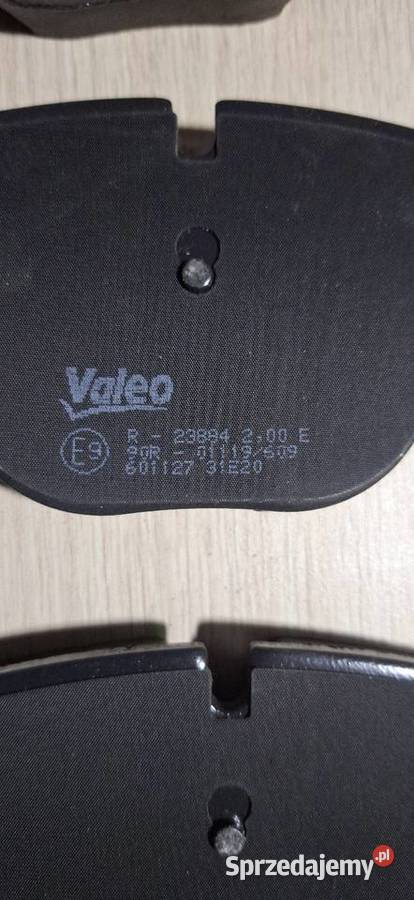 Valeo
E9
R - 23894 2.00 E
90R - 01119/609
601127 31E20
Sprzedajemy.pl